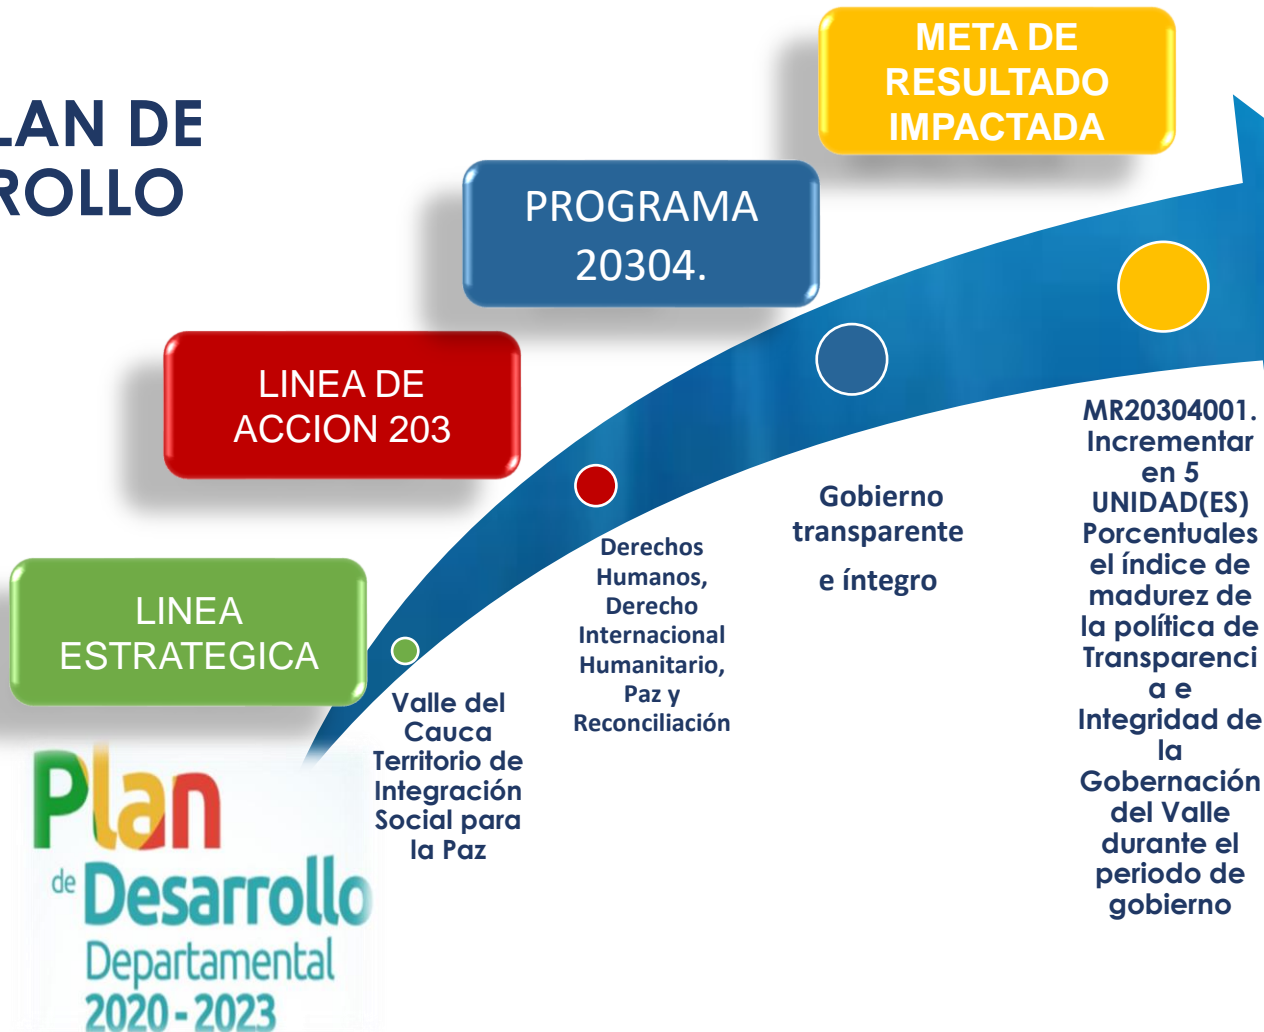 LAN DE
ROLLO
META DE
RESULTADO
IMPACTADA
PROGRAMA
20304.
LINEA DE
ACCION 203
LINEA
ESTRATEGICA
Valle del
Cauca
Territorio de
Integración
Social para
la Paz
Derechos
Humanos,
Derecho
Internacional
Humanitario,
Paz y
Reconciliación
Gobierno
transparente
e íntegro
MR20304001.
Incrementar
en 5
UNIDAD(ES)
Porcentuales
el índice de
madurez de
la política de
Transparenci
a e
Integridad de
la
Gobernación
del Valle
durante el
periodo de
gobierno
Plan
de Desarrollo
Departamental
2020 - 2023